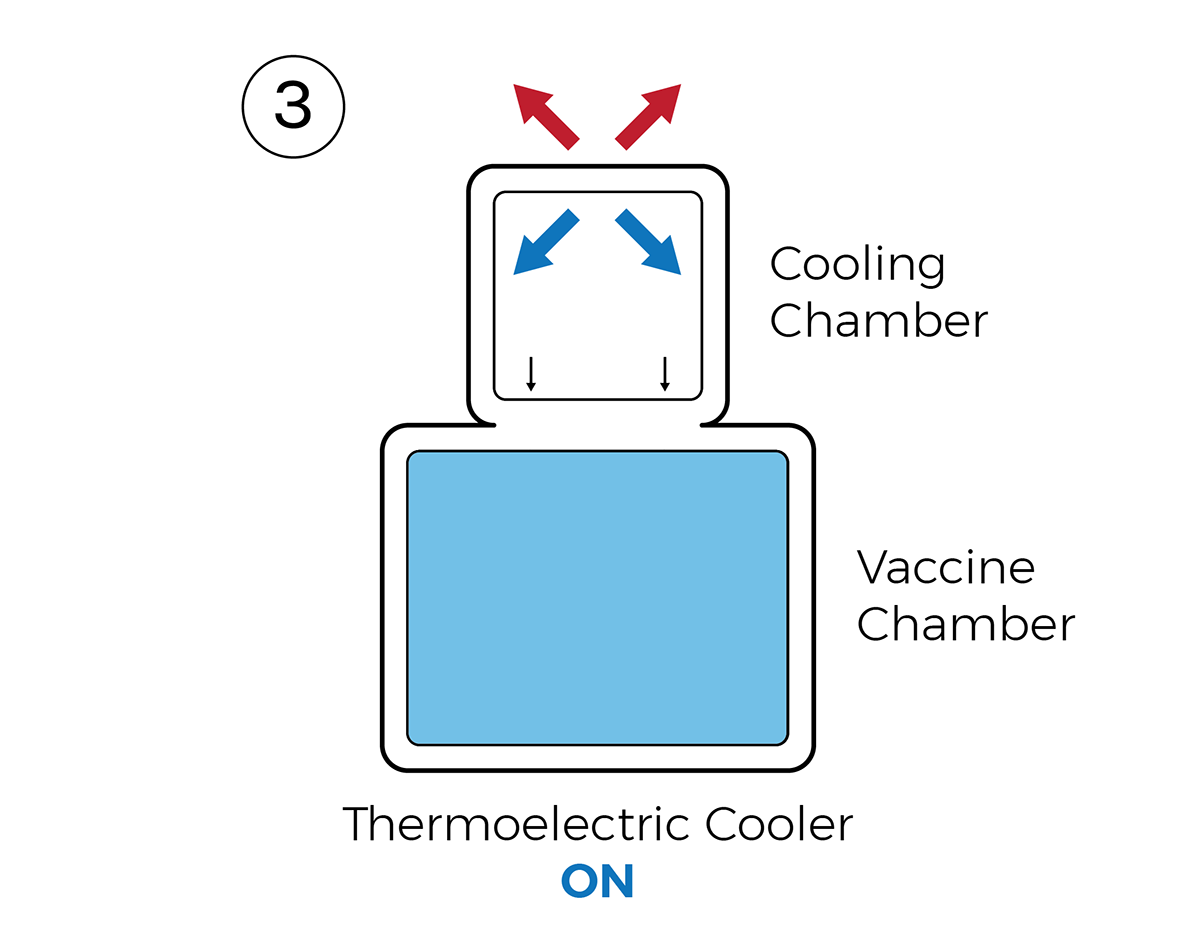 3
Cooling
Chamber
Vaccine
Chamber
Thermoelectric Cooler
ON